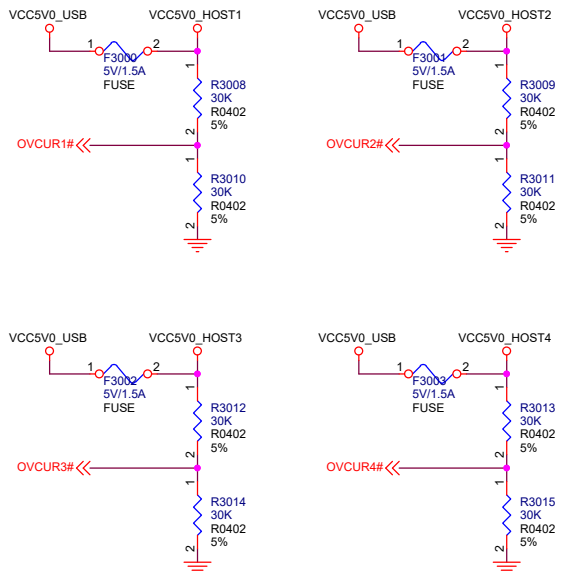 VCC5V0_USB VCC5V0_HOST1
1 2
F3000
5V/1.5A
FUSE
1
R3008
30K
R0402
5%
2
OVCUR1#
1
R3010
30K
R0402
5%
2
VCC5V0_USB VCC5V0_HOST2
1 2
F3001
5V/1.5A
FUSE
1
R3009
30K
R0402
5%
2
OVCUR2#
1
R3011
30K
R0402
5%
2
VCC5V0_USB VCC5V0_HOST3
1 2
F3002
5V/1.5A
FUSE
1
R3012
30K
R0402
5%
2
OVCUR3#
1
R3014
30K
R0402
5%
2
VCC5V0_USB VCC5V0_HOST4
1 2
F3003
5V/1.5A
FUSE
1
R3013
30K
R0402
5%
2
OVCUR4#
1
R3015
30K
R0402
5%
2